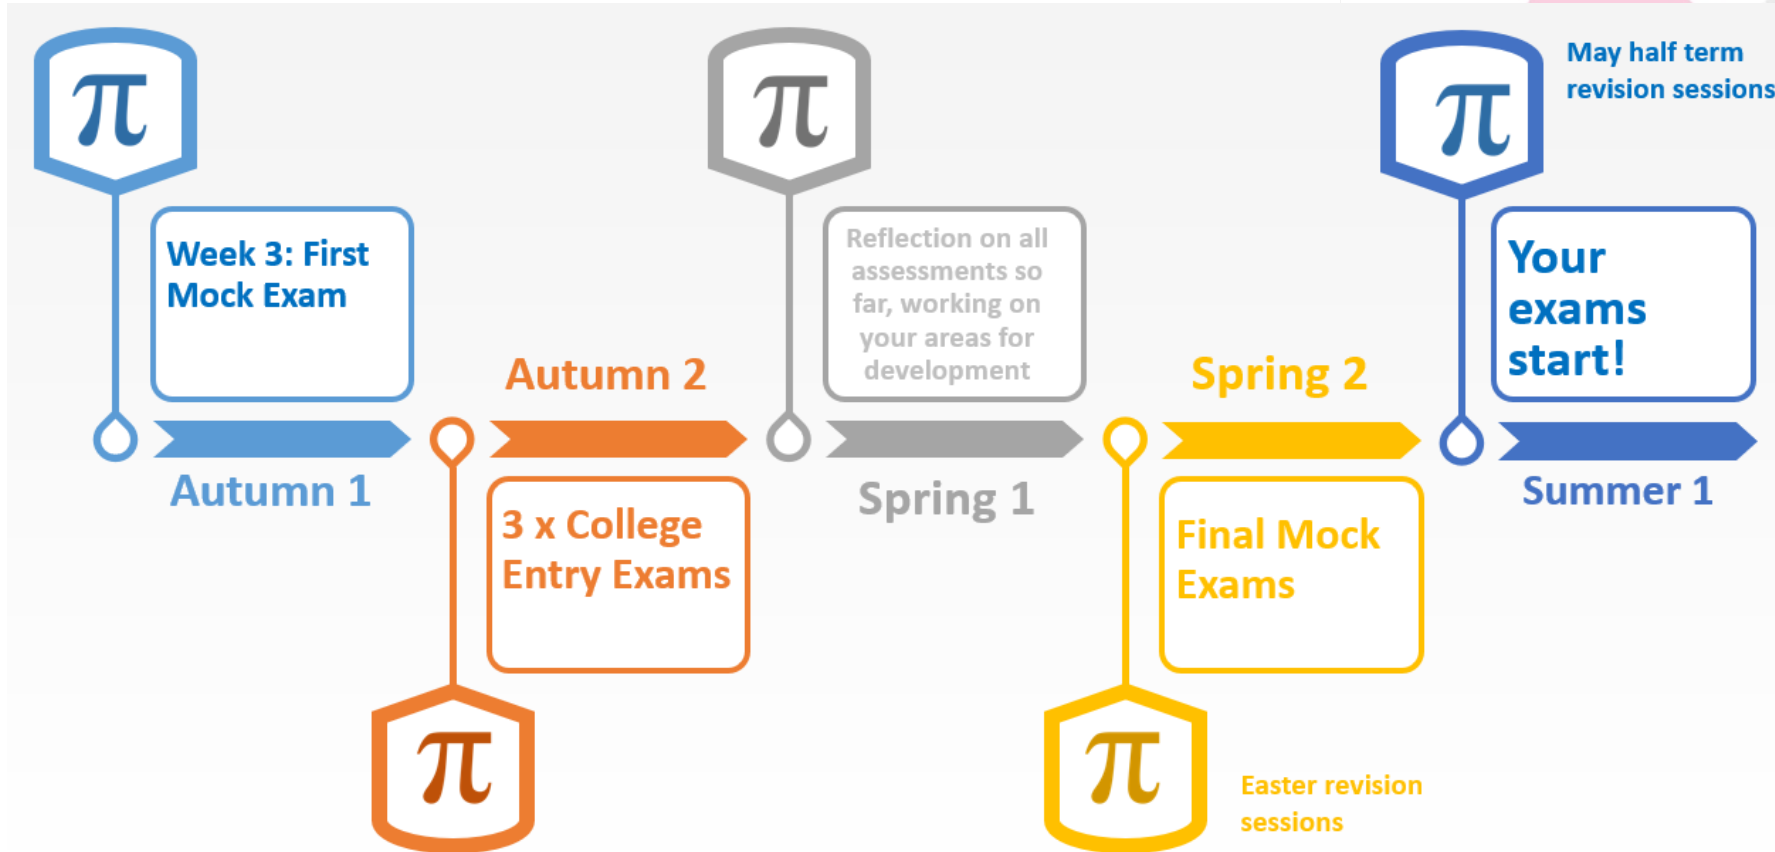 π
Week 3: First
Mock Exam
Autumn 1
π
Autumn 2
3 x College
Entry Exams
π
Reflection on all
assessments so
far, working on
your areas for
development
Spring 1
π
Spring 2
Final Mock
Exams
Easter revision
sessions
π
May half term
revision sessions
Your
exams
start!
Summer 1